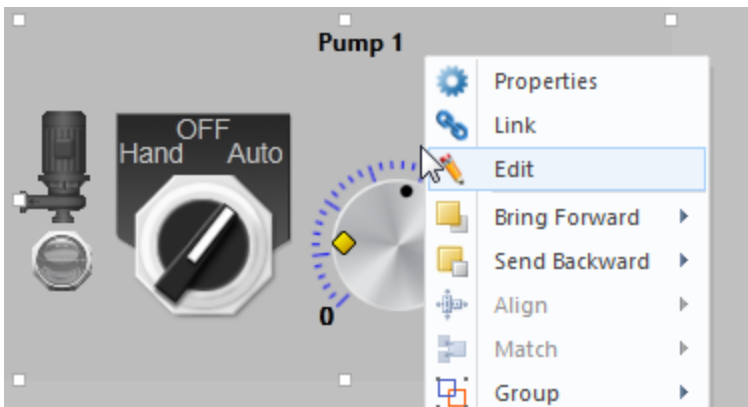 Pump 1
OFF
Hand Auto
0
Properties
Link
Edit
Bring Forward
Send Backward
Align
Match
Group